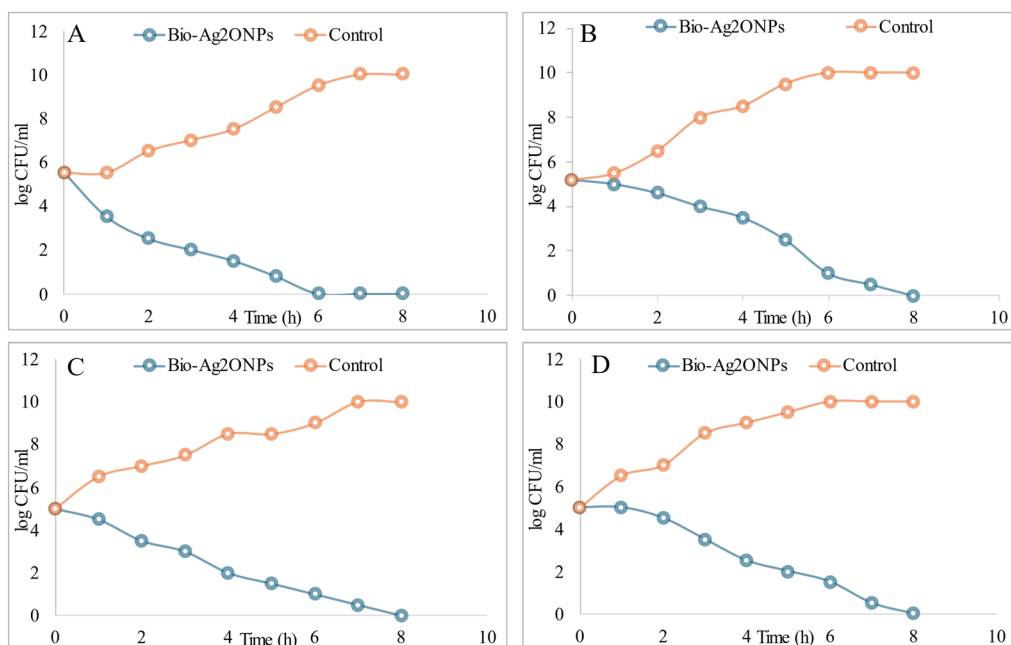 A
Bio-Ag2ONPs
Control
12
10
8
6
4
2
0
log CFU/ml
0 2 4 6 8 10
Time (h)
B
Bio-Ag2ONPs
Control
12
10
8
6
4
2
0
log CFU/ml
0 2 4 6 8 10
Time (h)
C
Bio-Ag2ONPs
Control
12
10
8
6
4
2
0
log CFU/ml
0 2 4 6 8 10
Time (h)
D
Bio-Ag2ONPs
Control
12
10
8
6
4
2
0
log CFU/ml
0 2 4 6 8 10
Time (h)